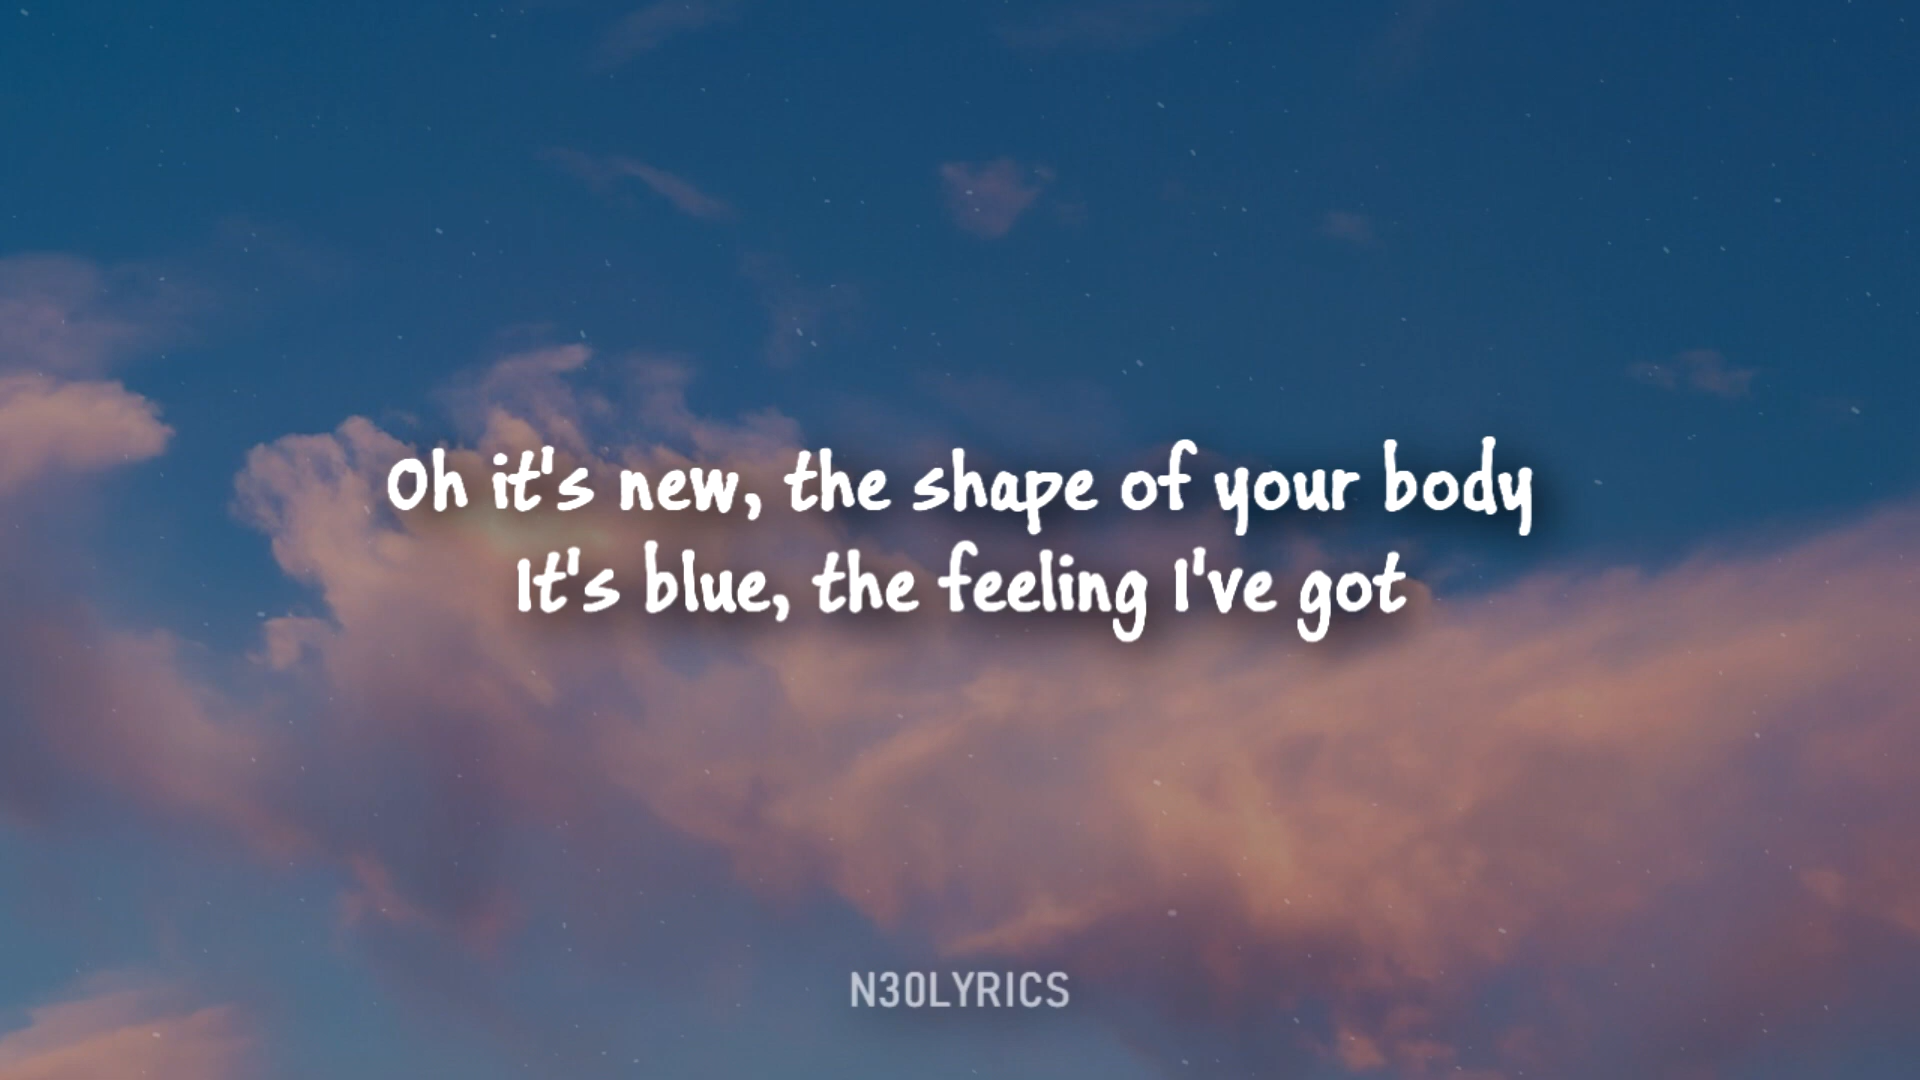 Oh it's new, the shape of your body
It's blue, the feeling I've got
N30LYRICS